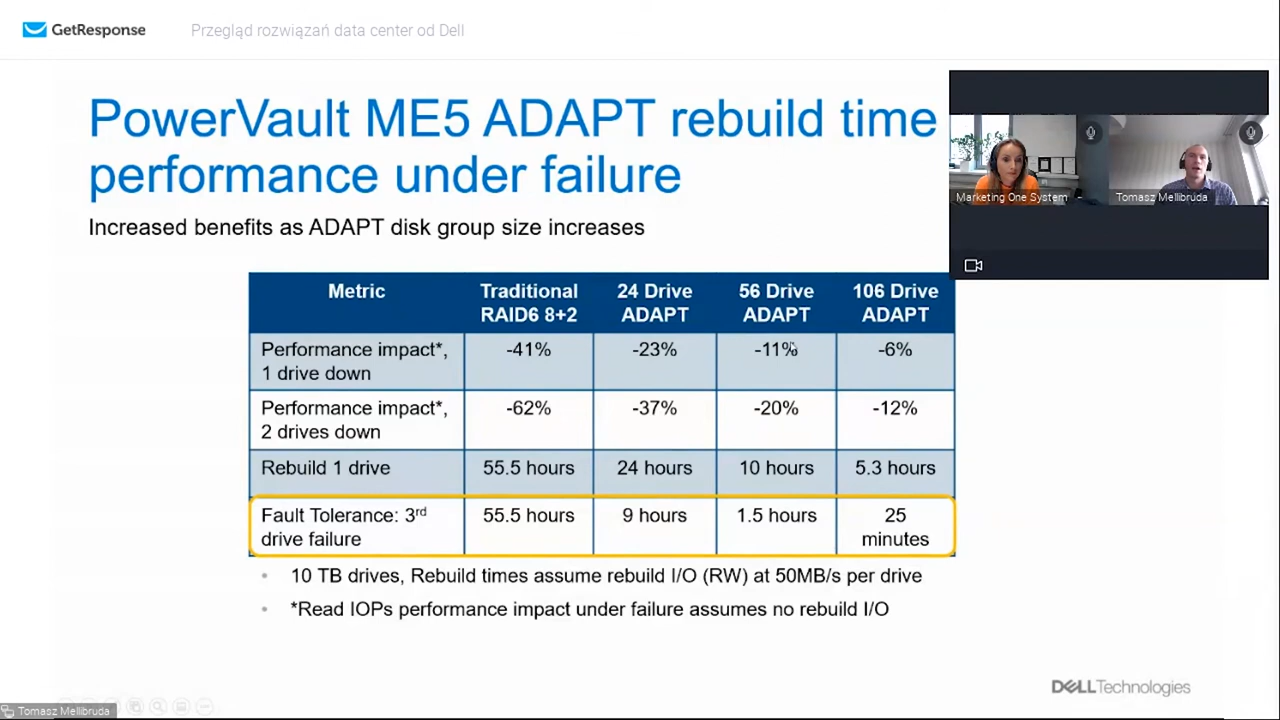 GetResponse
Przegląd rozwiązań data center od Dell
PowerVault ME5 ADAPT rebuild time
performance under failure
Increased benefits as ADAPT disk group size increases
Marketing One System
Tomasz Mellibruda
Metric
Traditional RAID6 8+2
24 Drive ADAPT
56 Drive ADAPT
106 Drive ADAPT
Performance impact*,
1 drive down
-41%
-23%
-11%
-6%
Performance impact*,
2 drives down
-62%
-37%
-20%
-12%
Rebuild 1 drive
55.5 hours
24 hours
10 hours
5.3 hours
Fault Tolerance: 3rd
drive failure
55.5 hours
9 hours
1.5 hours
25
minutes
• 10 TB drives, Rebuild times assume rebuild I/O (RW) at 50MB/s per drive
• *Read IOPs performance impact under failure assumes no rebuild I/O
DELLTechnologies
Tomasz Mellibruda